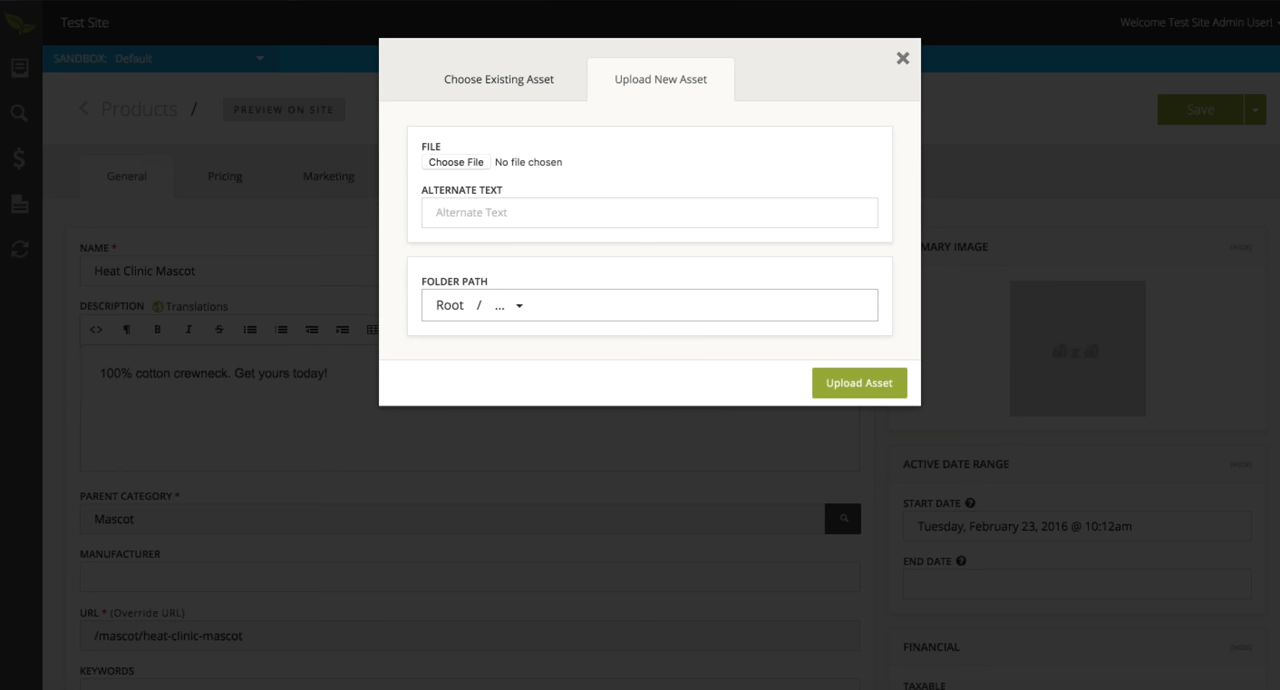 Test Site
Welcome Test Site Admin User!
SANDBOX: Default
Products /
PREVIEW ON SITE
Save
General
Pricing
Marketing
Choose Existing Asset
Upload New Asset
FILE
Choose File No file chosen
ALTERNATE TEXT
Alternate Text
FOLDER PATH
Root / ...
Upload Asset
NAME *
Heat Clinic Mascot
DESCRIPTION Translations
100% cotton crewneck. Get yours today!
PARENT CATEGORY *
Mascot
MANUFACTURER
URL * (Override URL)
/mascot/heat-clinic-mascot
KEYWORDS
MARY IMAGE
ACTIVE DATE RANGE
START DATE
Tuesday, February 23, 2016 @ 10:12am
END DATE
FINANCIAL
TAXABLE